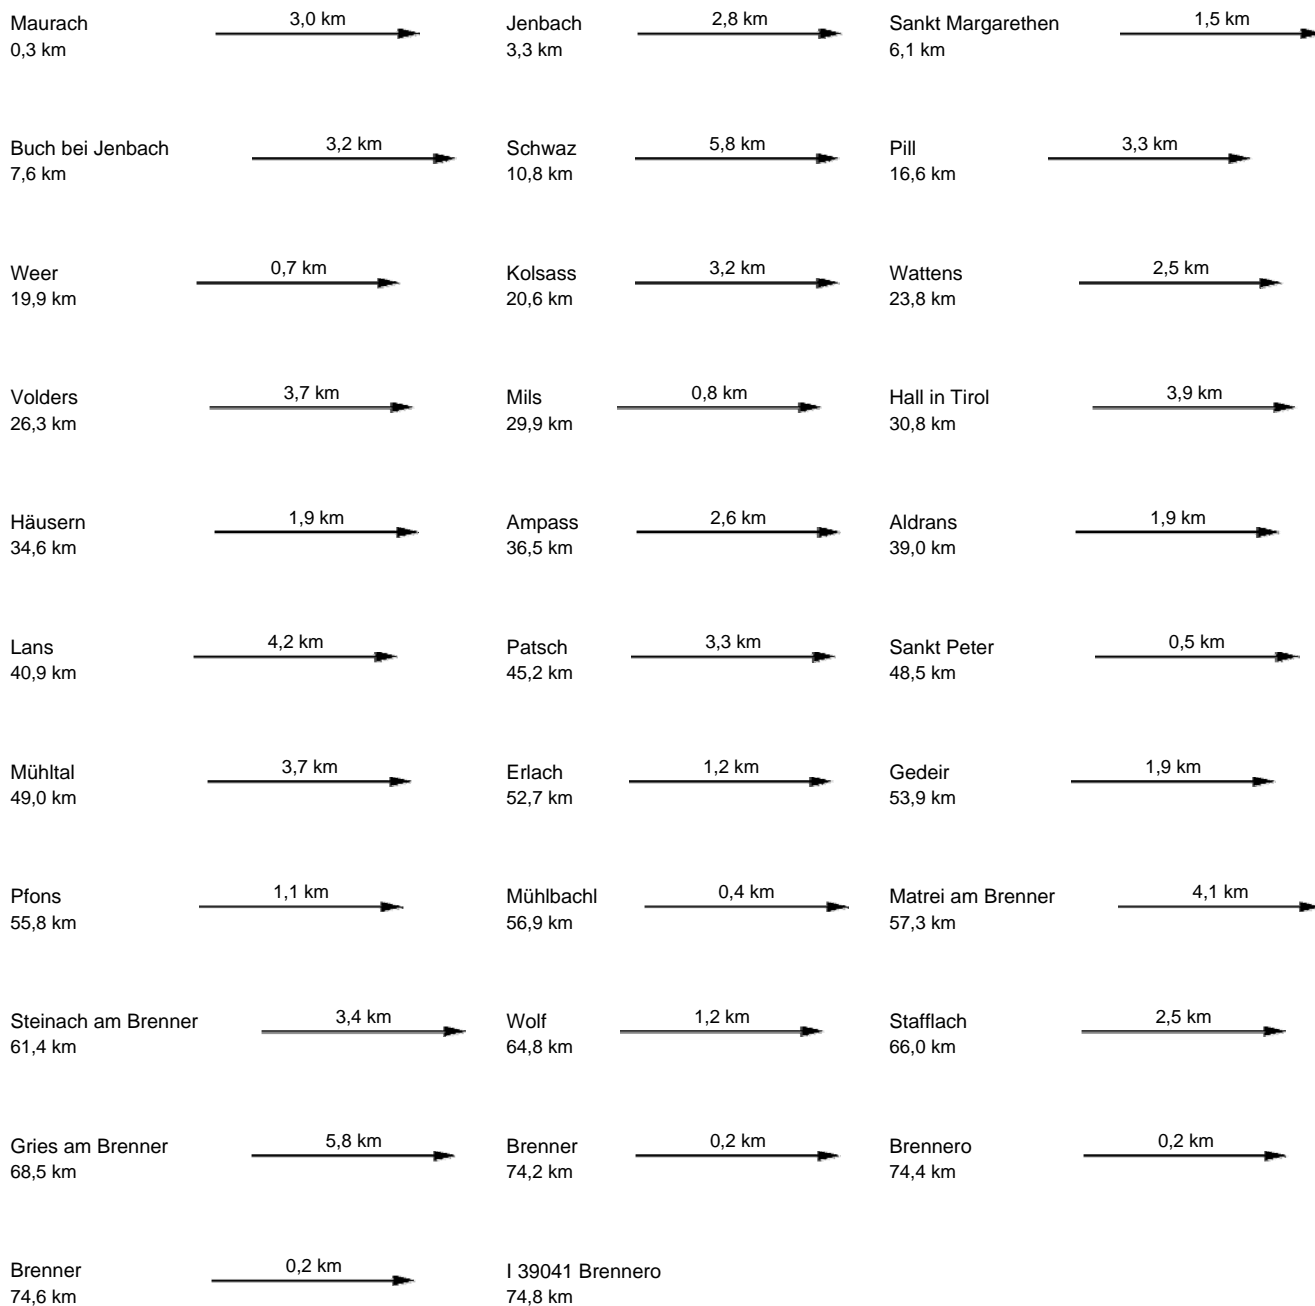 Maurach
0,3 km
3,0 km
Jenbach
3,3 km
2,8 km
Sankt Margarethen
6,1 km
1,5 km
Buch bei Jenbach
7,6 km
3,2 km
Schwaz
10,8 km
5,8 km
Pill
16,6 km
3,3 km
Weer
19,9 km
0,7 km
Kolsass
20,6 km
3,2 km
Wattens
23,8 km
2,5 km
Volders
26,3 km
3,7 km
Mils
29,9 km
0,8 km
Hall in Tirol
30,8 km
3,9 km
Häusern
34,6 km
1,9 km
Ampass
36,5 km
2,6 km
Aldrans
39,0 km
1,9 km
Lans
40,9 km
4,2 km
Patsch
45,2 km
3,3 km
Sankt Peter
48,5 km
0,5 km
Mühltal
49,0 km
3,7 km
Erlach
52,7 km
1,2 km
Gedeir
53,9 km
1,9 km
Pfons
55,8 km
1,1 km
Mühlbachl
56,9 km
0,4 km
Matrei am Brenner
57,3 km
4,1 km
Steinach am Brenner
61,4 km
3,4 km
Wolf
64,8 km
1,2 km
Stafflach
66,0 km
2,5 km
Gries am Brenner
68,5 km
5,8 km
Brenner
74,2 km
0,2 km
Brennero
74,4 km
0,2 km
Brenner
74,6 km
0,2 km
I 39041 Brennero
74,8 km